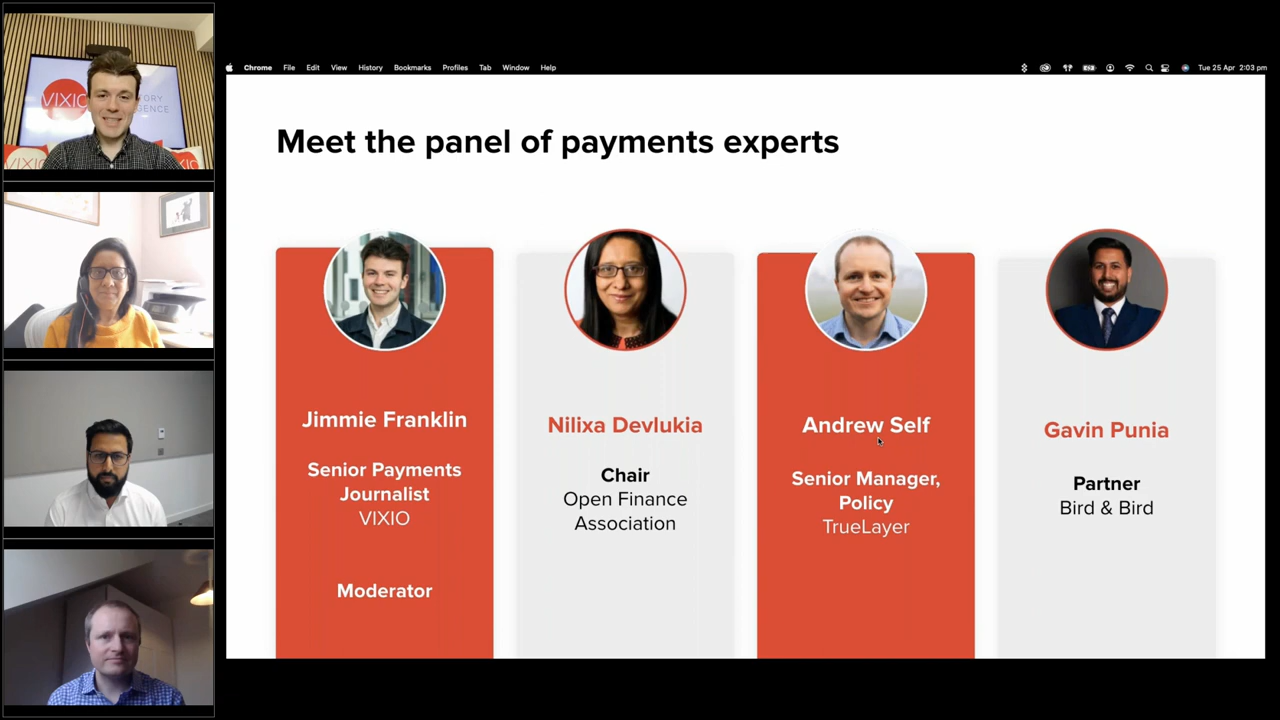 VIXIO
TORY
GENCE
Chrome File Edit View History Bookmarks Profiles Tab Window Help
Tue 25 Apr 2:03 pm
Meet the panel of payments experts
Jimmie Franklin
Senior Payments
Journalist
VIXIO
Moderator
Nilixa Devlukia
Chair
Open Finance
Association
Andrew Self
Senior Manager,
Policy
TrueLayer
Gavin Punia
Partner
Bird & Bird